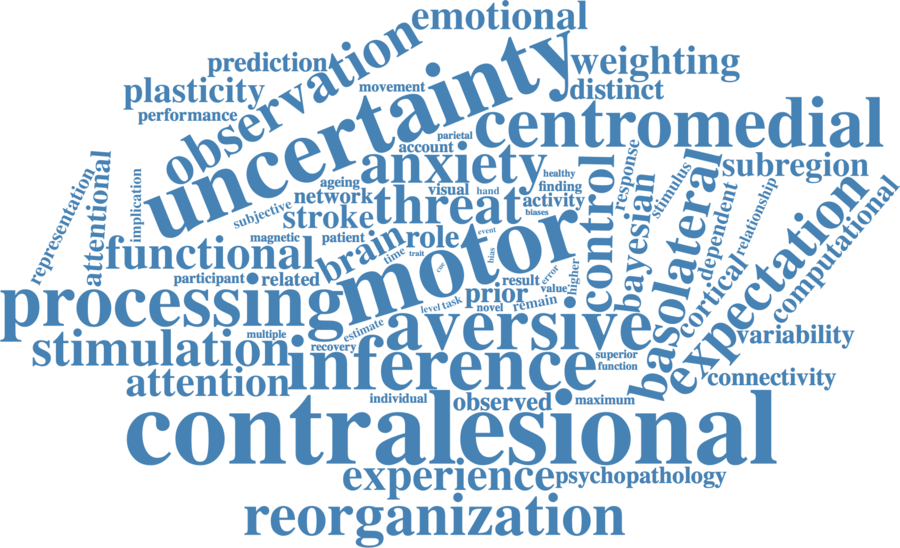 emotional
prediction
observation
weighting
plasticity
movement
uncertainty
distinct
performance
parietal
centromedial
account
anxiety
subregion
representation
attentional
implication
ageing
network
visual
hand
healthy
finding
activity
biases
response
stimulus
subjective
stroke
threat
control
bayesian
basolateral
dependent
relationship
expectation
computational
functional
magnetic
patient
brain
time
role
trait
event
bias
motor
cue
cortical
participant
related
result
error
value
higher
processing
prior
novel
remain
level
task
estimate
multiple
recovery
aversive
variability
stimulation
inference
superior
function
attention
connectivity
individual
observed
maximum
contralesional
experience
psychopathology
reorganization